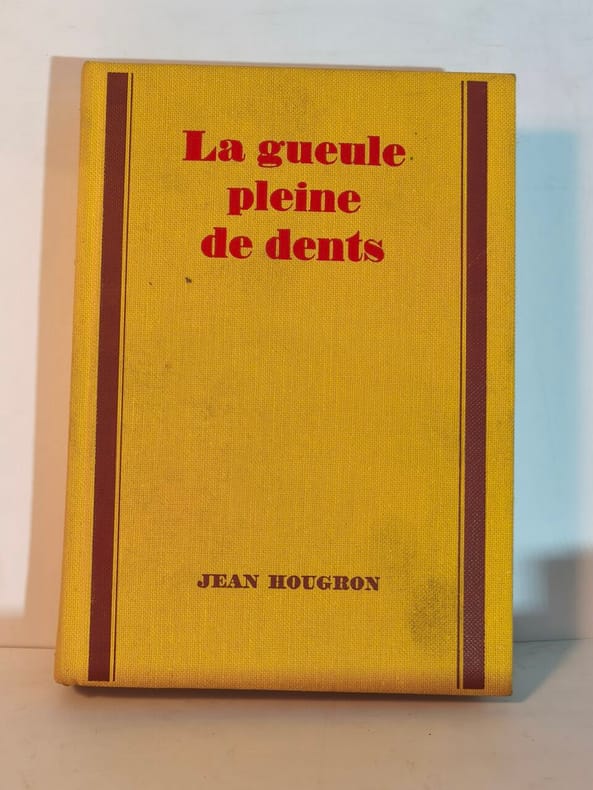 La gueule
pleine
de dents
JEAN HOUGRON